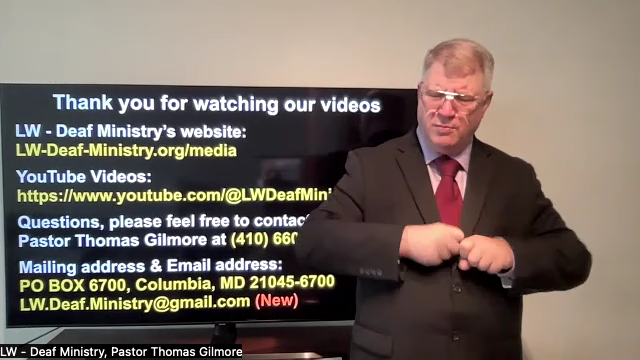 Thank you for watching our videos
LW - Deaf Ministry's website:
LW-Deaf-Ministry.org/media
YouTube Videos:
https://www.youtube.com/@LWDeafMini
Questions, please feel free to contac
Pastor Thomas Gilmore at (410) 660
Mailing address & Email address:
PO BOX 6700, Columbia, MD 21045-6700
LW.Deaf.Ministry@gmail.com (New)
LW - Deaf Ministry, Pastor Thomas Gilmore